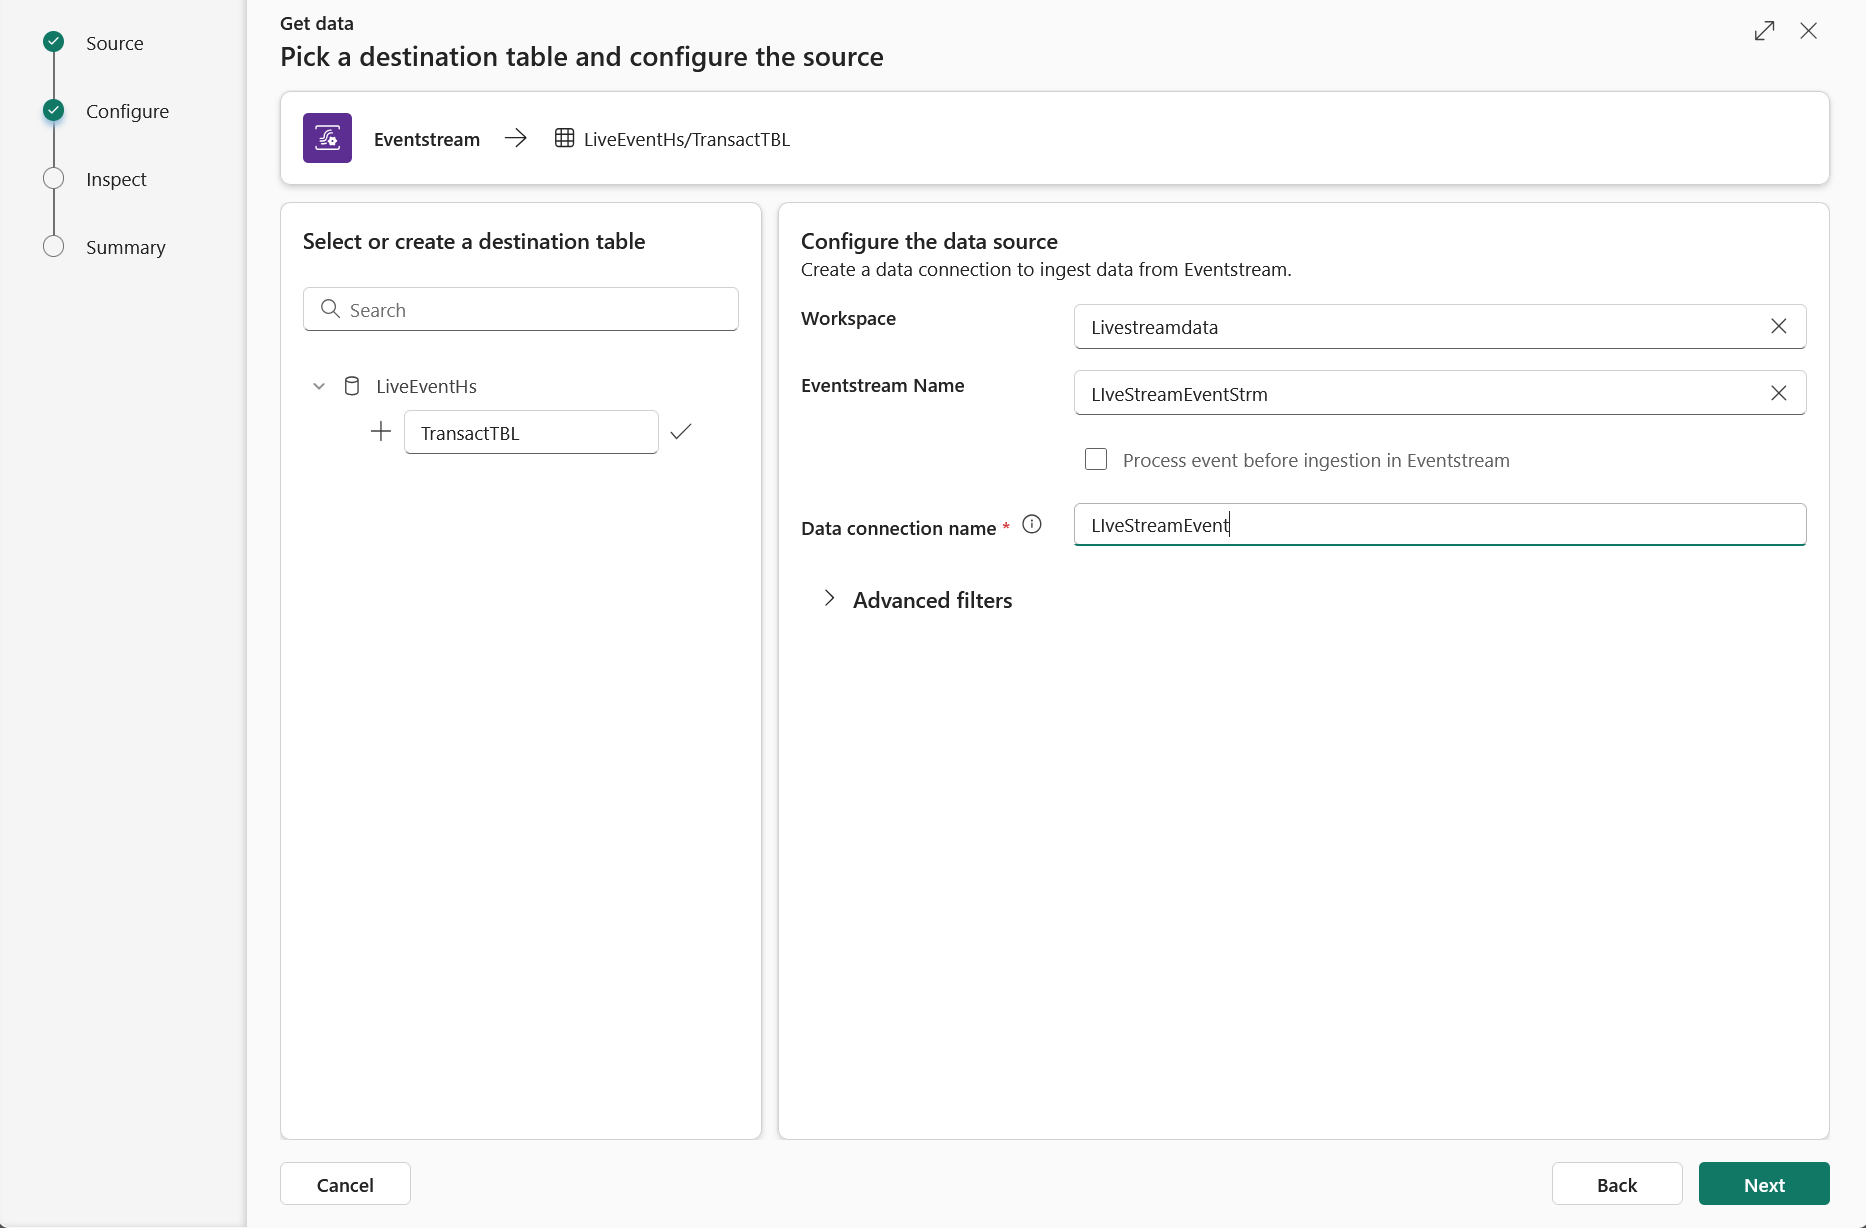 Source
Configure
Inspect
Summary
Get data
Pick a destination table and configure the source
Eventstream
LiveEventHs/TransactTBL
Select or create a destination table
Search
LiveEventHs
TransactTBL
Configure the data source
Create a data connection to ingest data from Eventstream.
Workspace
Livestreamdata
Eventstream Name
LIveStreamEventStrm
Process event before ingestion in Eventstream
Data connection name *
LIveStreamEvent
Advanced filters
Cancel
Back
Next